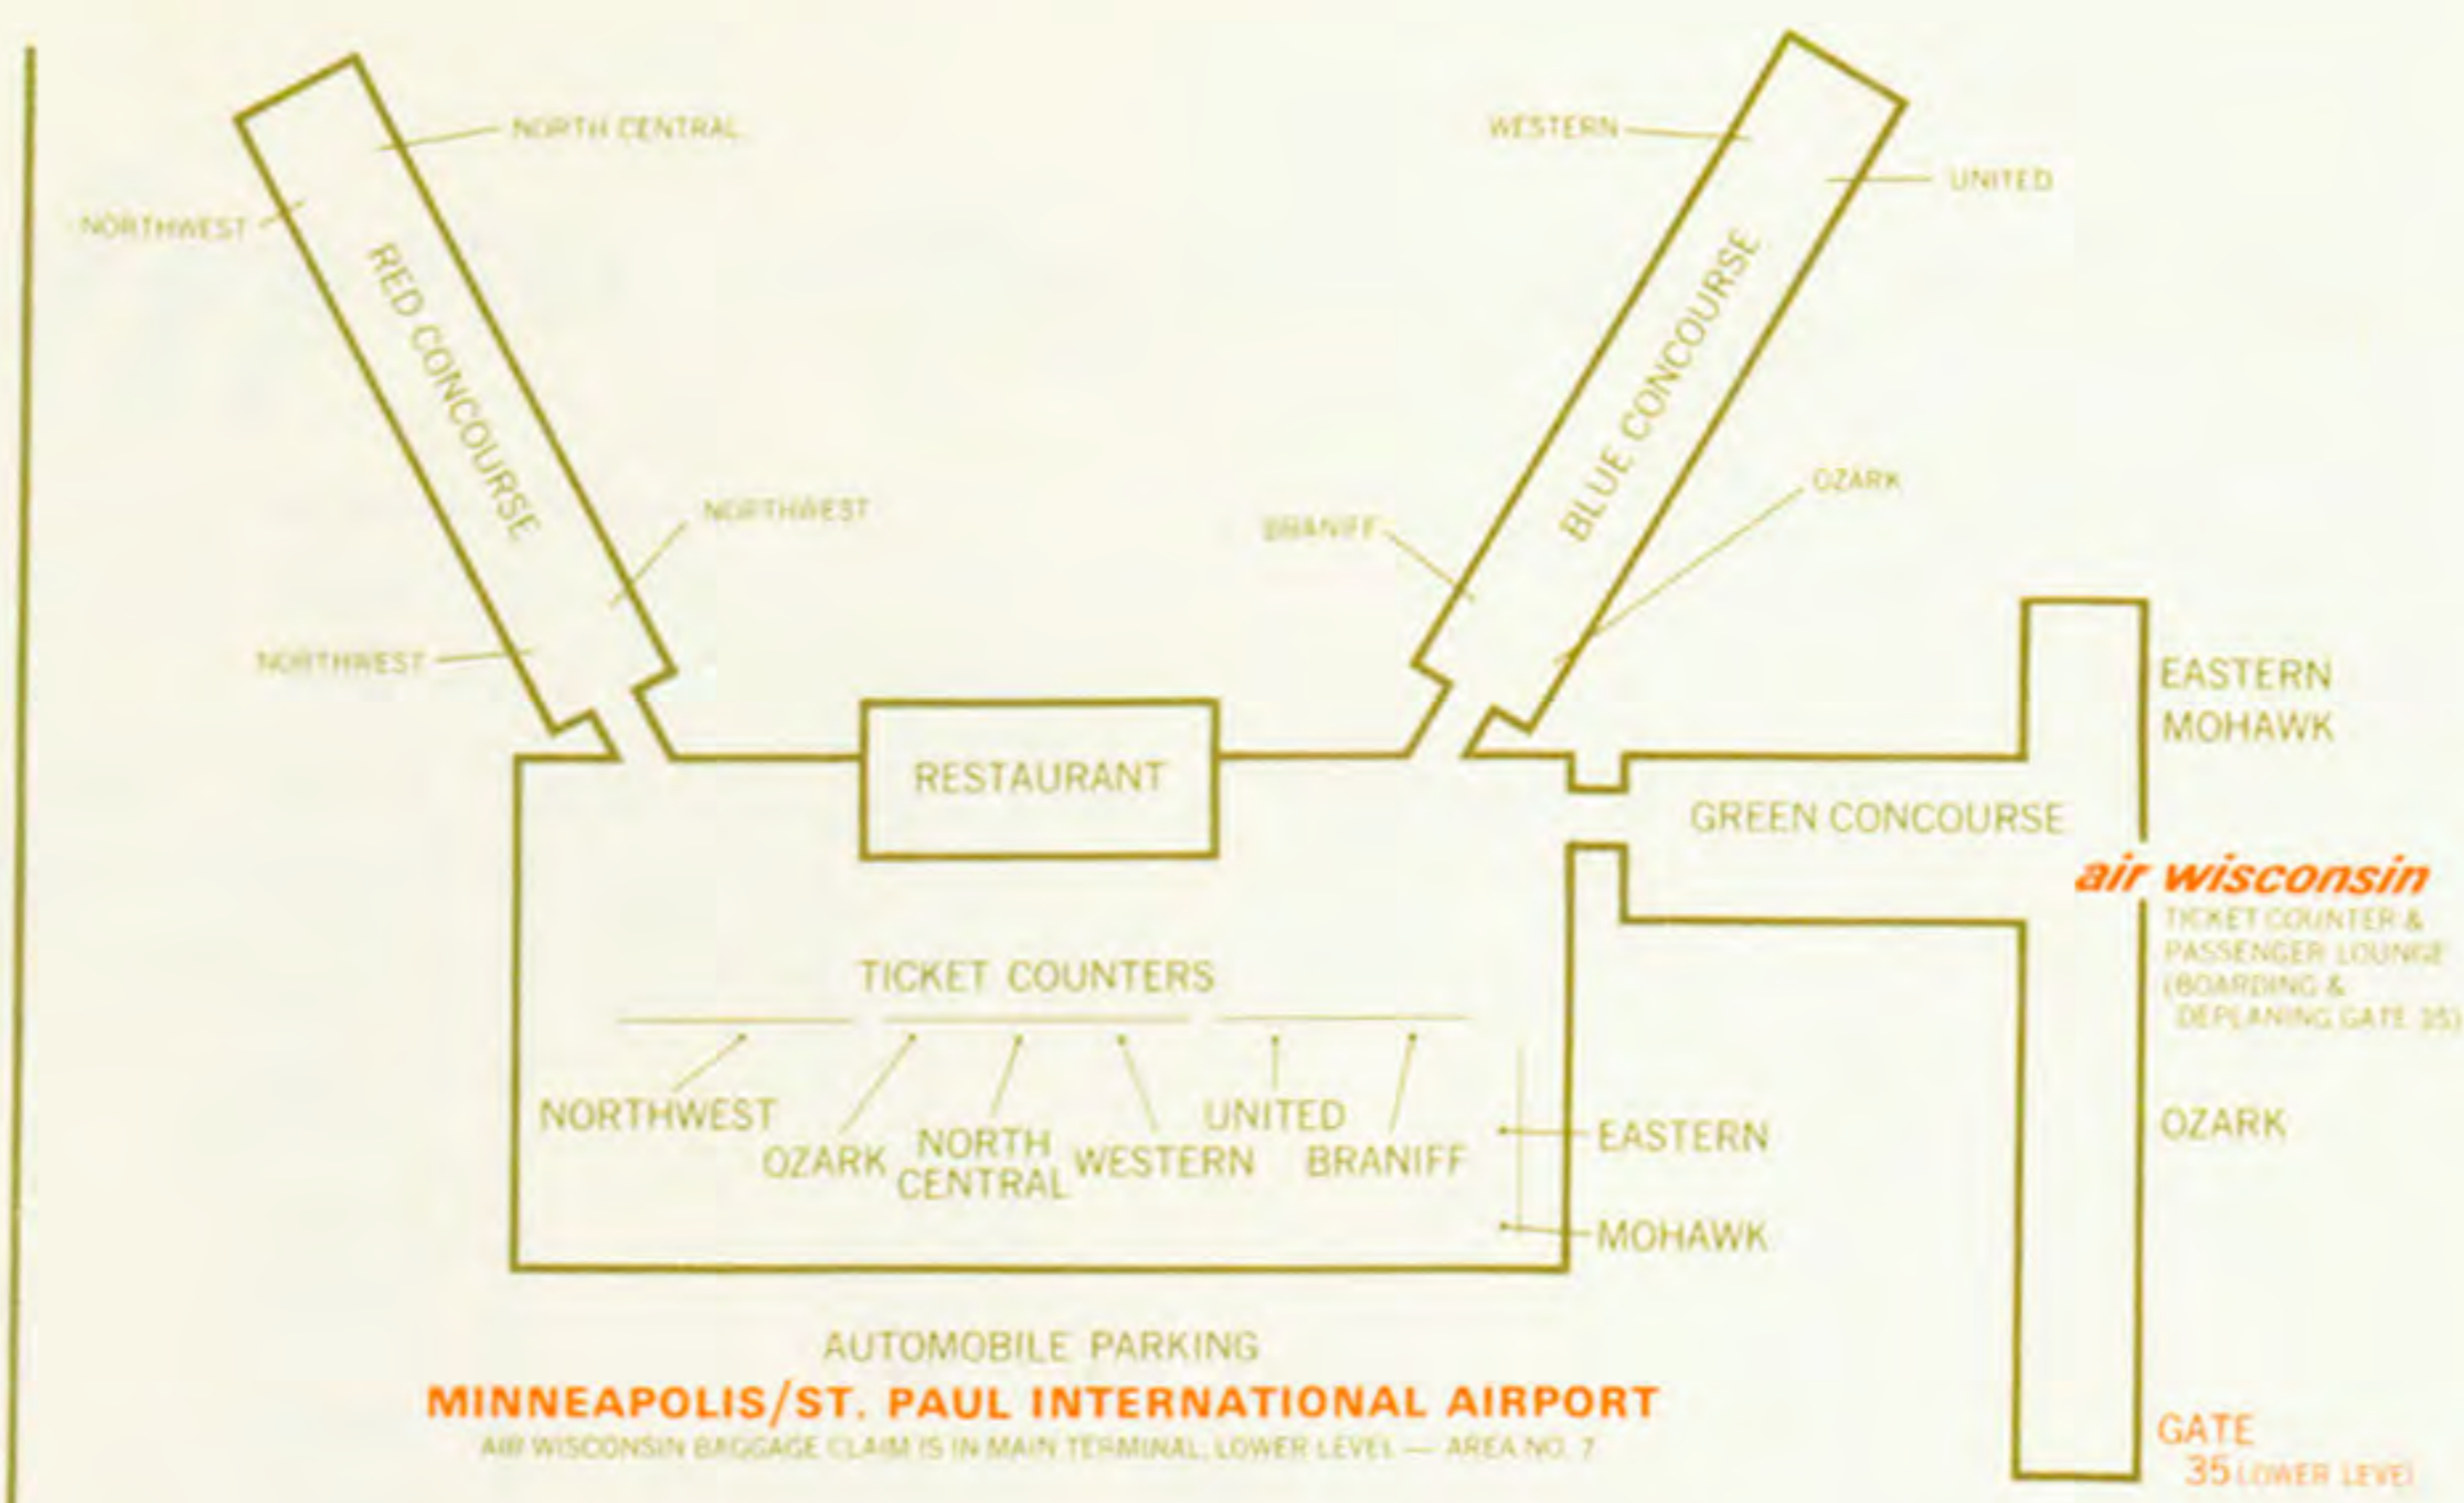 NORTH CENTRAL
WESTERN
UNITED
NORTHWEST
RED CONCOURSE
BLUE CONCOURSE
NORTHWEST
BRANIFF
OZARK
NORTHWEST
EASTERN
MOHAWK
RESTAURANT
GREEN CONCOURSE
air wisconsin
TICKET COUNTER &
PASSENGER LOUNGE
(BOARDING &
DEPLANING GATE 35)
TICKET COUNTERS
NORTHWEST
OZARK
NORTH
CENTRAL
WESTERN
UNITED
BRANIFF
EASTERN
MOHAWK
OZARK
AUTOMOBILE PARKING
MINNEAPOLIS/ST. PAUL INTERNATIONAL AIRPORT
AIR WISCONSIN BAGGAGE CLAIM IS IN MAIN TERMINAL, LOWER LEVEL — AREA NO. 7
GATE
35 LOWER LEVEL